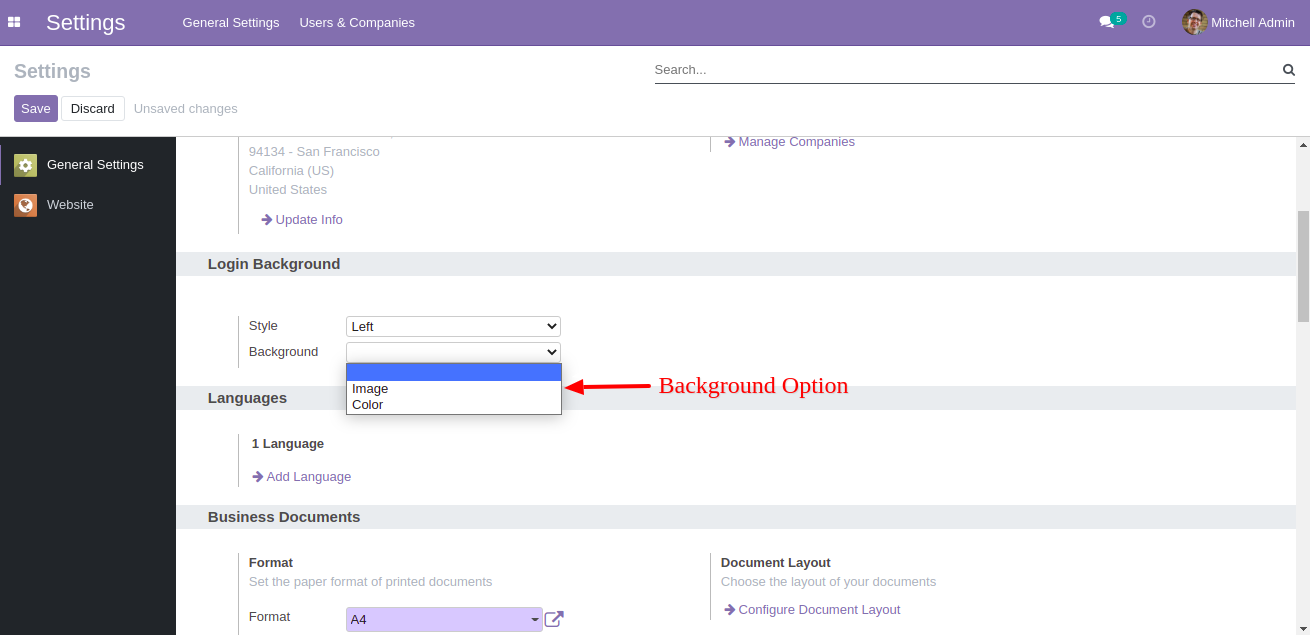 Settings General Settings Users & Companies 5 Mitchell Admin
Settings Search...
Save Discard Unsaved changes
General Settings
Website
94134 - San Francisco
California (US)
United States
Update Info
Manage Companies
Login Background
Style Left
Background
Image
Color
Background Option
Languages
1 Language
Add Language
Business Documents
Format
Set the paper format of printed documents
Format A4
Document Layout
Choose the layout of your documents
Configure Document Layout